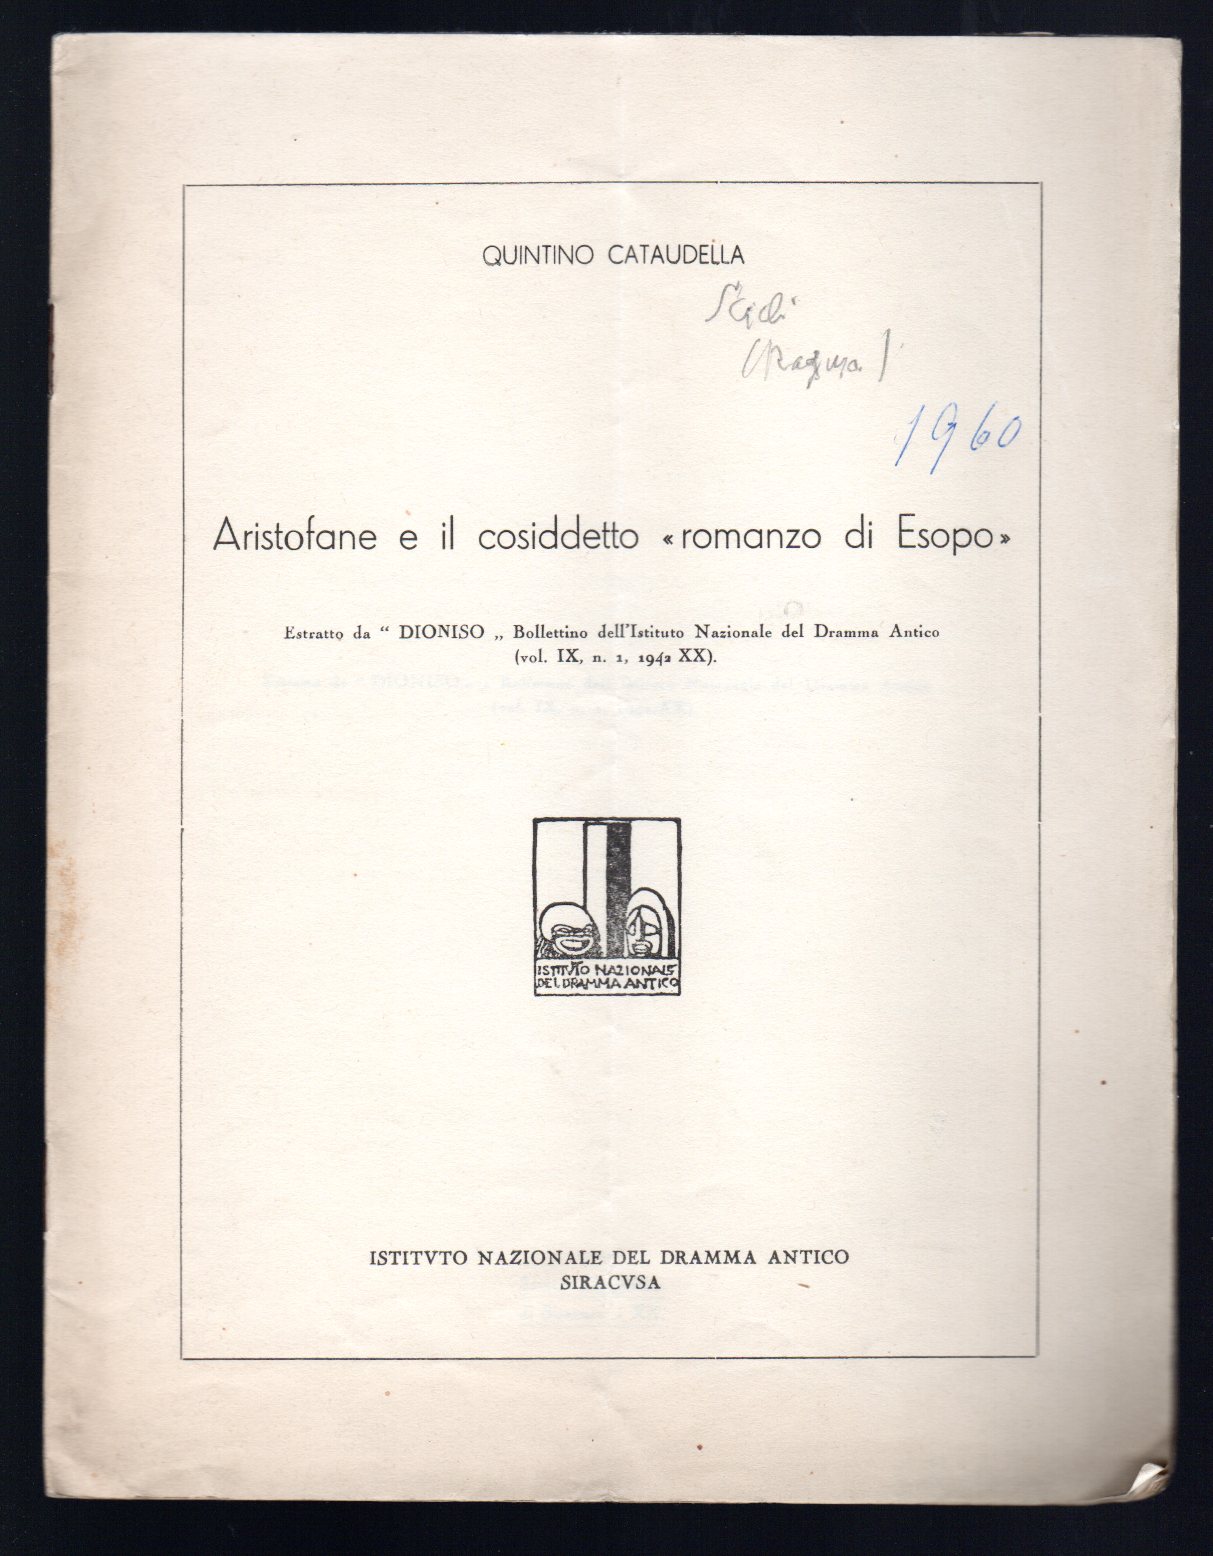 QUINTINO CATAUDELLA
Scicli
(Ragusa)
1960
Aristofane e il cosiddetto «romanzo di Esopo»
Estratto da “ DIONISO „ Bollettino dell'Istituto Nazionale del Dramma Antico
(vol. IX, n. 1, 1942 XX).
ISTITVTO NAZIONALE
DEL DRAMMA ANTICO
ISTITVTO NAZIONALE DEL DRAMMA ANTICO
SIRACVSA